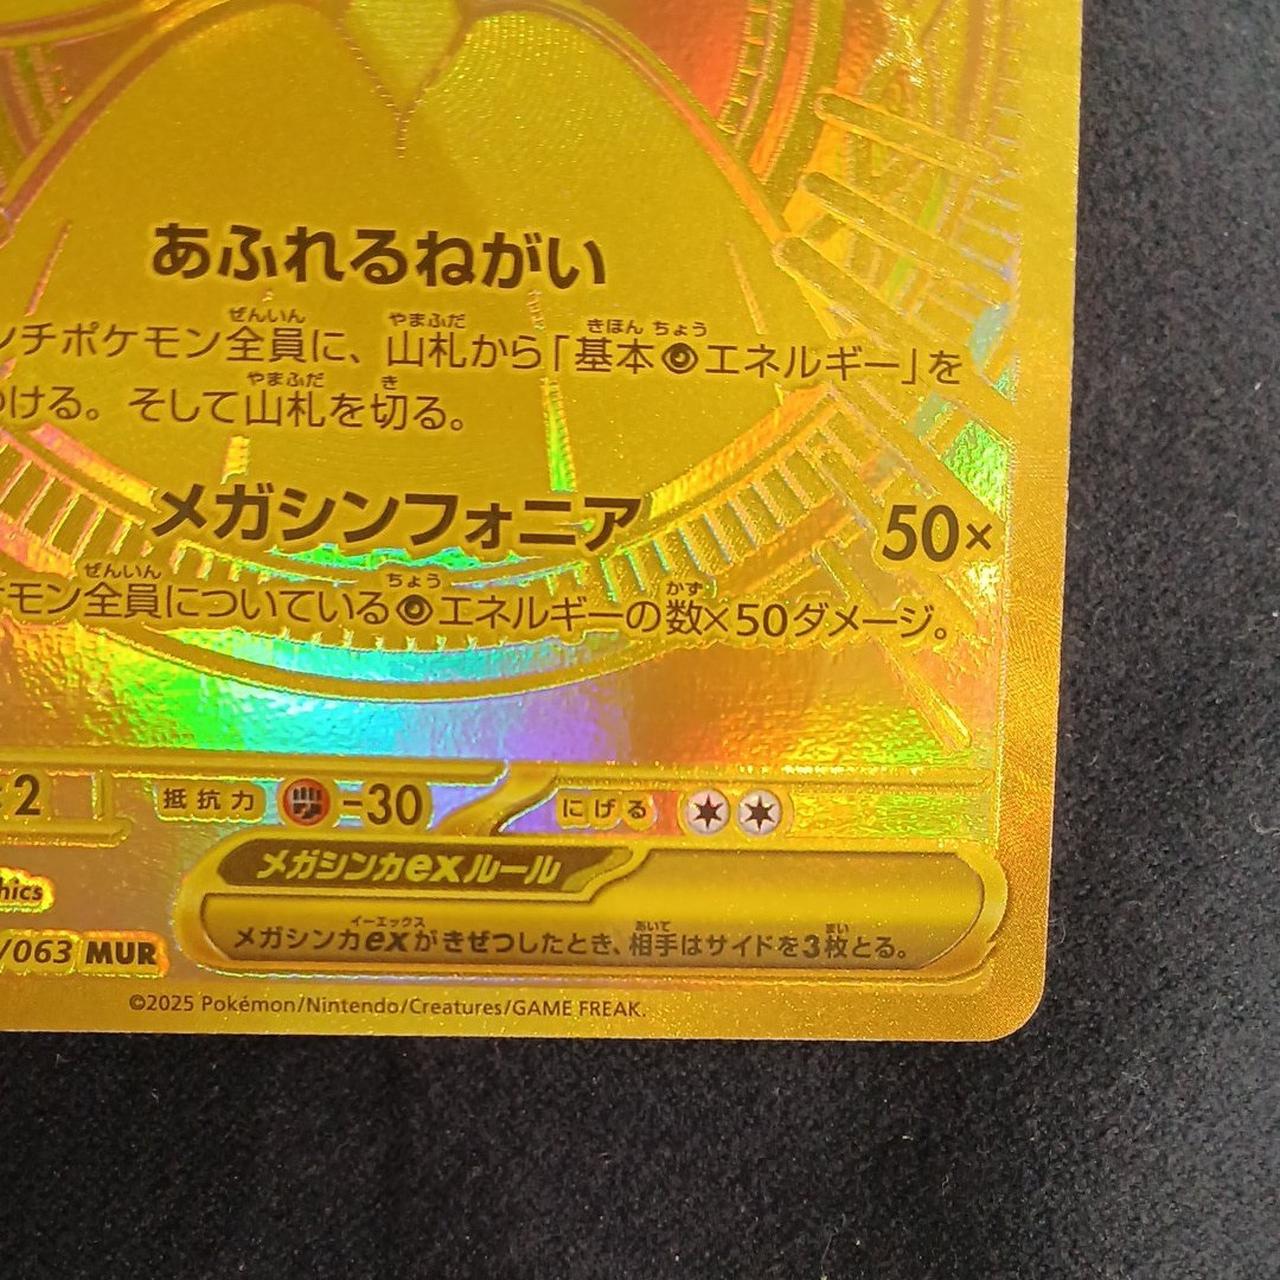 あふれるねがい
ンチポケモン全員に、山札から「基本エネルギー」を
つける。そして山札を切る。
メガシンフォニア 50×
ケモン全員についているエネルギーの数×50ダメージ。
×2 抵抗力 -30 にげる
メガシンカexルール
メガシンカexがきぜつしたとき、相手はサイドを3枚とる。
hics
/063 MUR
©2025 Pokémon/Nintendo/Creatures/GAME FREAK.